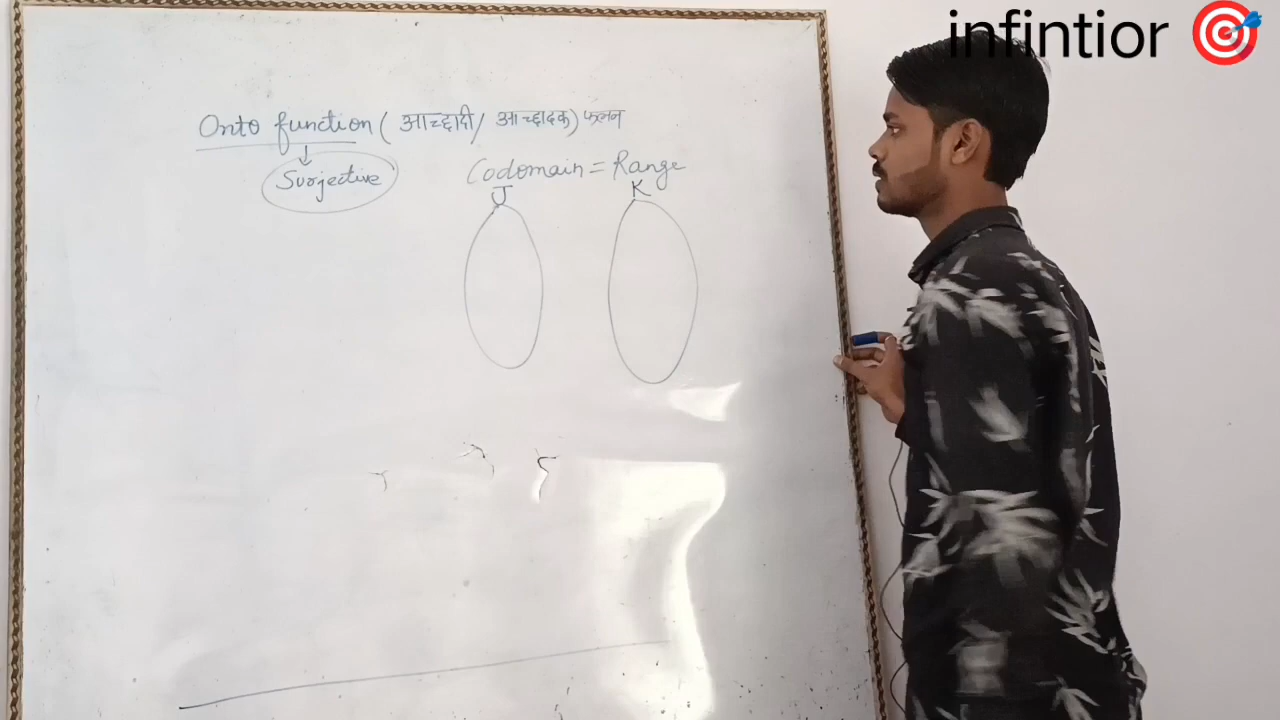 infintior
Onto function ( आच्छादी / आच्छादक) फलन
Surjective
Codomain = Range
J K